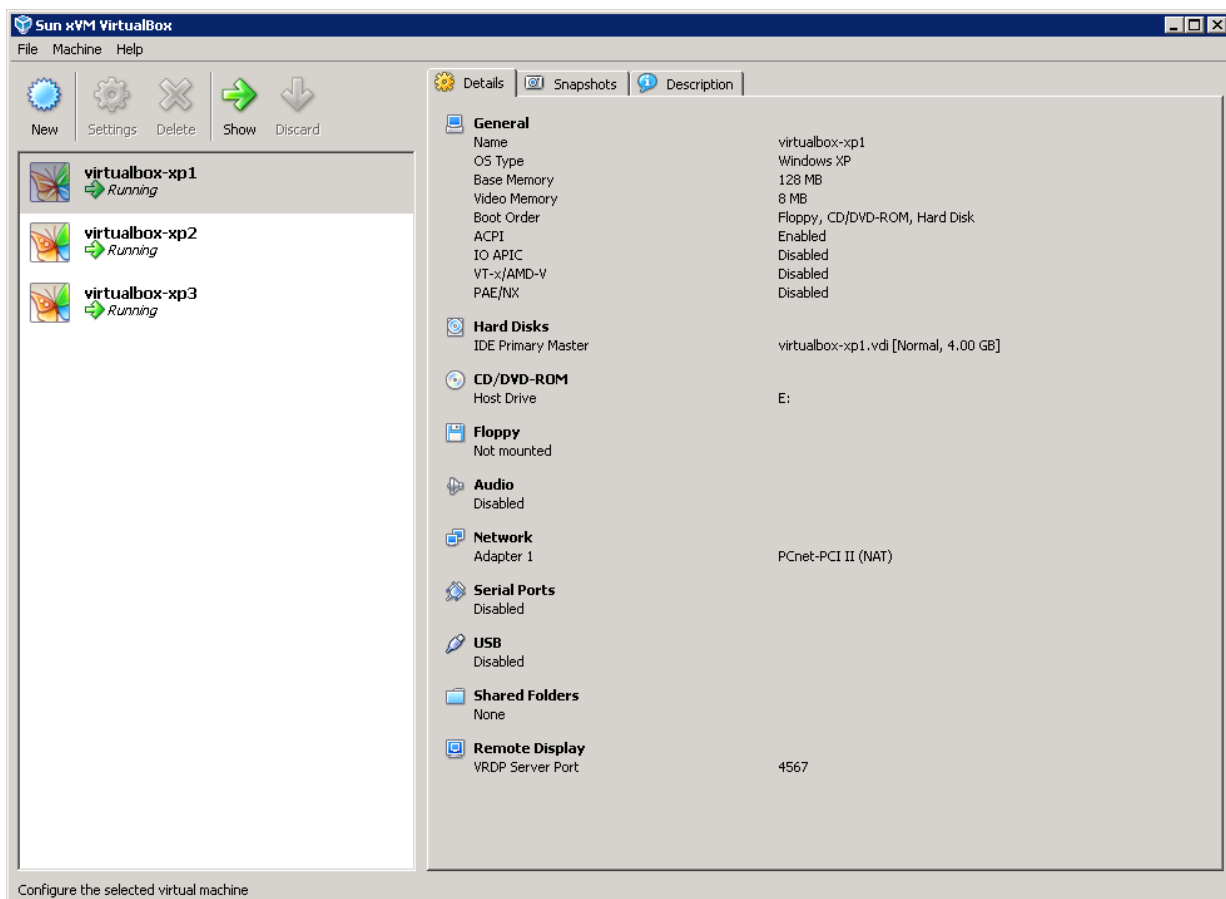 Sun xVM VirtualBox
File Machine Help
New Settings Delete Show Discard
Details Snapshots Description
virtualbox-xp1
Running
virtualbox-xp2
Running
virtualbox-xp3
Running
General
Name virtualbox-xp1
OS Type Windows XP
Base Memory 128 MB
Video Memory 8 MB
Boot Order Floppy, CD/DVD-ROM, Hard Disk
ACPI Enabled
IO APIC Disabled
VT-x/AMD-V Disabled
PAE/NX Disabled
Hard Disks
IDE Primary Master virtualbox-xp1.vdi [Normal, 4.00 GB]
CD/DVD-ROM
Host Drive E:
Floppy
Not mounted
Audio
Disabled
Network
Adapter 1 PCnet-PCI II (NAT)
Serial Ports
Disabled
USB
Disabled
Shared Folders
None
Remote Display
VRDP Server Port 4567
Configure the selected virtual machine